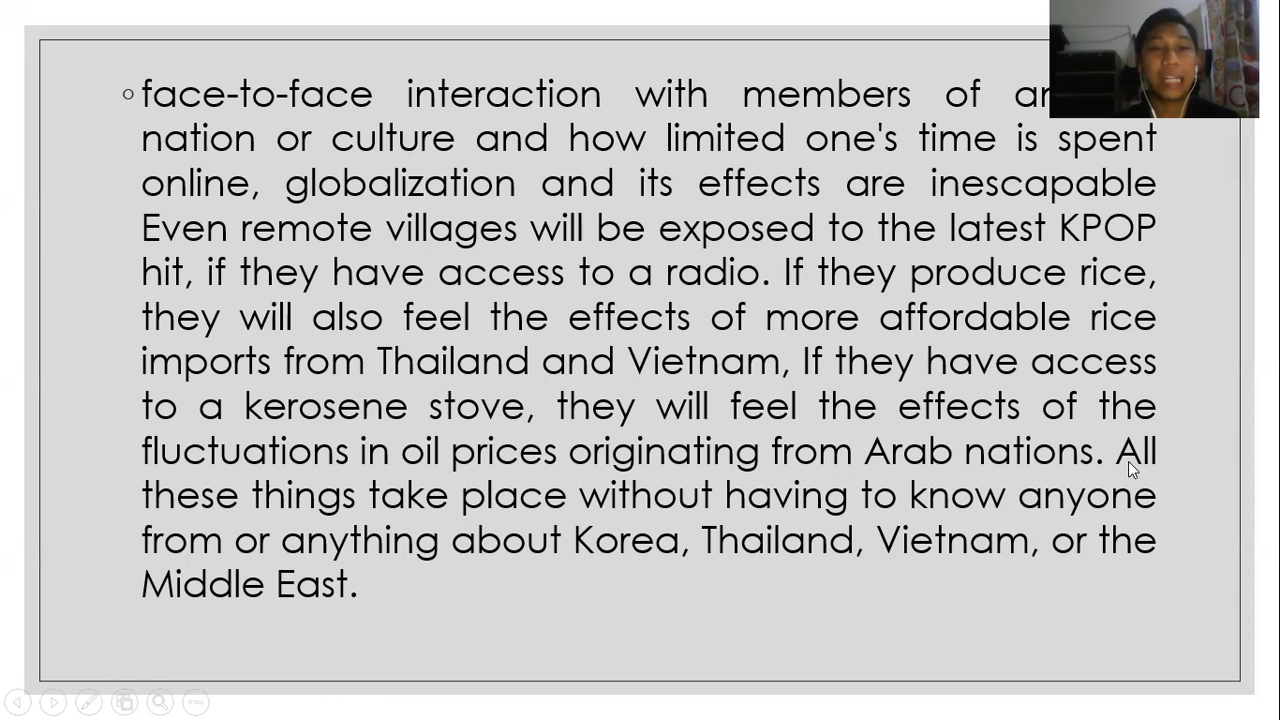 face-to-face interaction with members of
nation or culture and how limited one's time is spent
online, globalization and its effects are inescapable
Even remote villages will be exposed to the latest KPOP
hit, if they have access to a radio. If they produce rice,
they will also feel the effects of more affordable rice
imports from Thailand and Vietnam, If they have access
to a kerosene stove, they will feel the effects of the
fluctuations in oil prices originating from Arab nations. All
these things take place without having to know anyone
from or anything about Korea, Thailand, Vietnam, or the
Middle East.